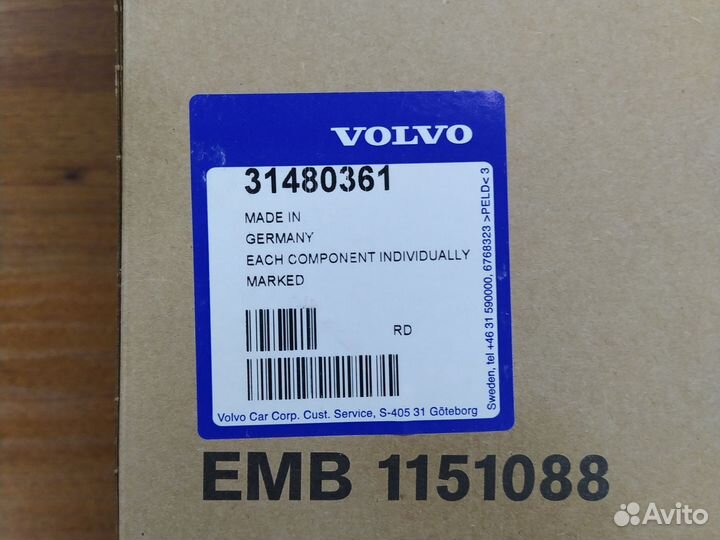 VOLVO
31480361
MADE IN
GERMANY
EACH COMPONENT INDIVIDUALLY
MARKED
RD
Volvo Car Corp. Cust. Service, S-405 31 Göteborg
Sweden, tel +46 31 590000, 6768323 >PELD< 3
EMB 1151088
Avito